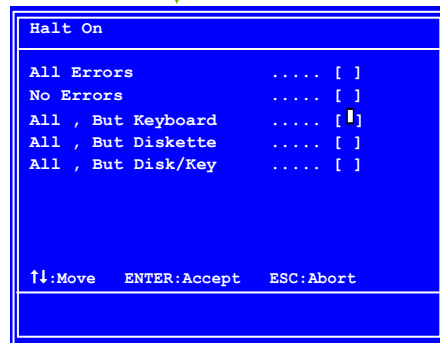 Halt On
All Errors ..... [ ]
No Errors ..... [ ]
All , But Keyboard ..... [ ]
All , But Diskette ..... [ ]
All , But Disk/Key ..... [ ]
↑↓:Move ENTER:Accept ESC:Abort